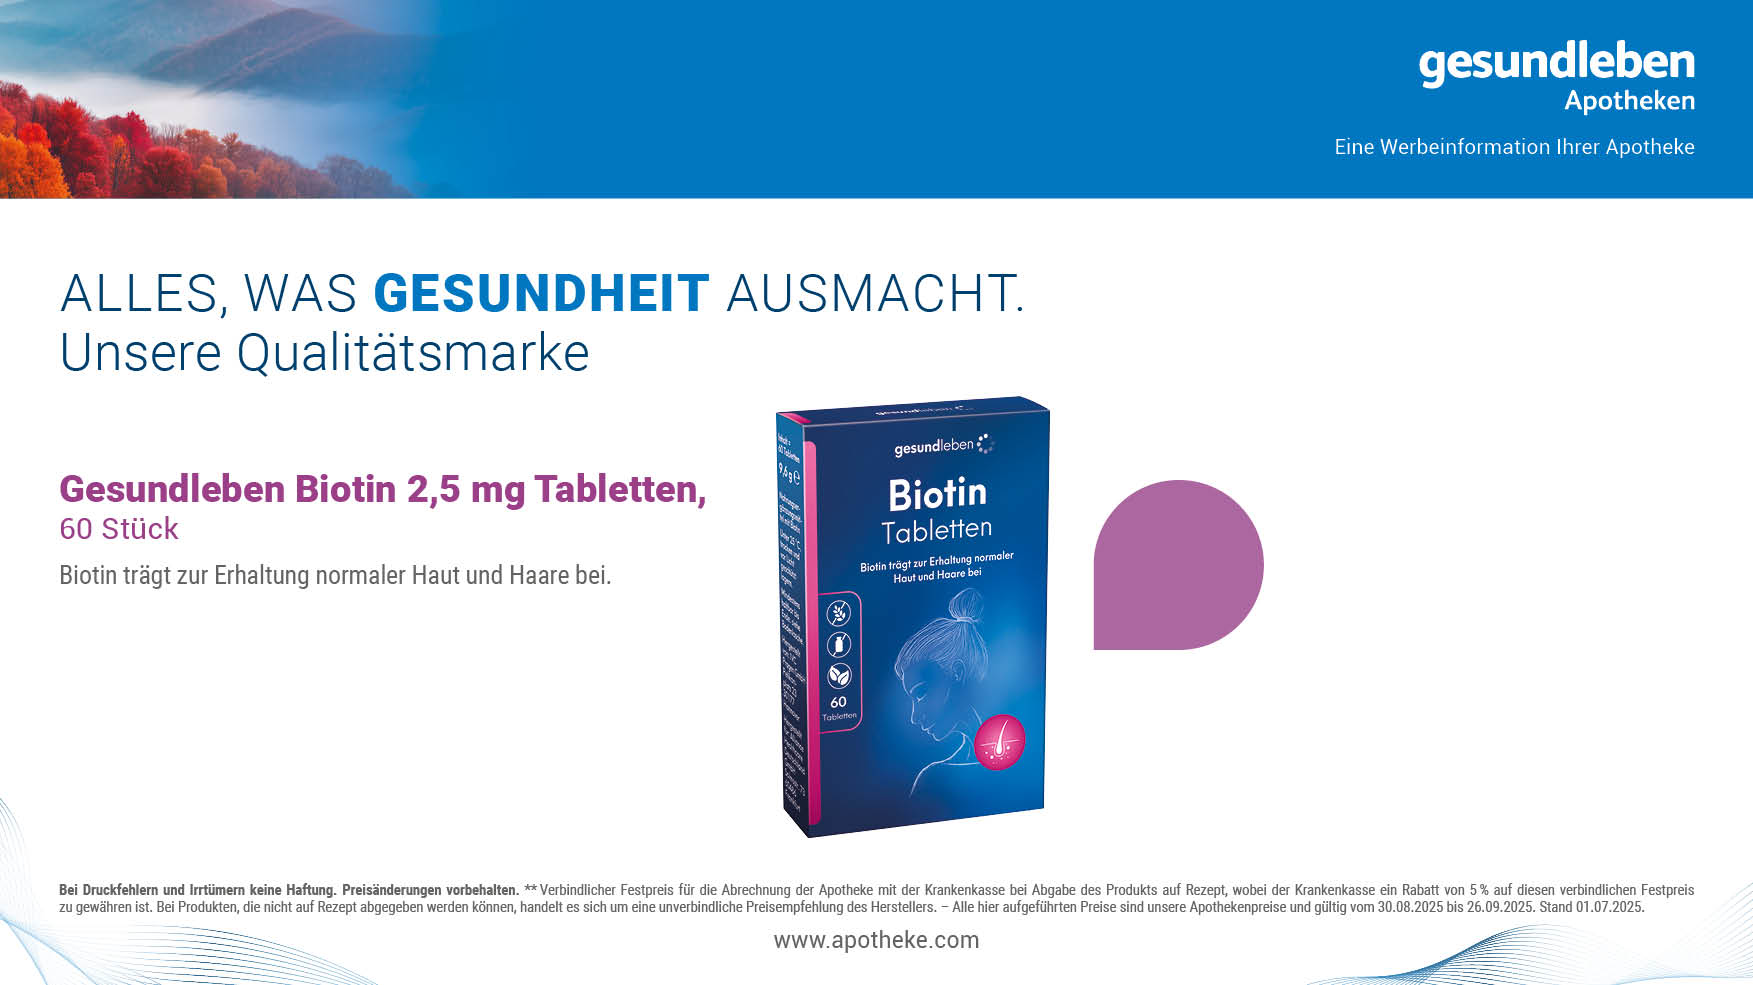 gesundleben
Apotheken
Eine Werbeinformation Ihrer Apotheke
ALLES, WAS GESUNDHEIT AUSMACHT.
Unsere Qualitätsmarke
Gesundleben Biotin 2,5 mg Tabletten,
60 Stück
Biotin trägt zur Erhaltung normaler Haut und Haare bei.
gesundleben
gesundleben
Biotin
Tabletten
Biotin trägt zur Erhaltung normaler
Haut und Haare bei
60
Tabletten
60 Tabletten
9,6 g ℮
Bei Druckfehlern und Irrtümern keine Haftung. Preisänderungen vorbehalten. ** Verbindlicher Festpreis für die Abrechnung der Apotheke mit der Krankenkasse bei Abgabe des Produkts auf Rezept, wobei der Krankenkasse ein Rabatt von 5 % auf diesen verbindlichen Festpreis
zu gewähren ist. Bei Produkten, die nicht auf Rezept abgegeben werden können, handelt es sich um eine unverbindliche Preisempfehlung des Herstellers. – Alle hier aufgeführten Preise sind unsere Apothekenpreise und gültig vom 30.08.2025 bis 26.09.2025. Stand 01.07.2025.
www.apotheke.com